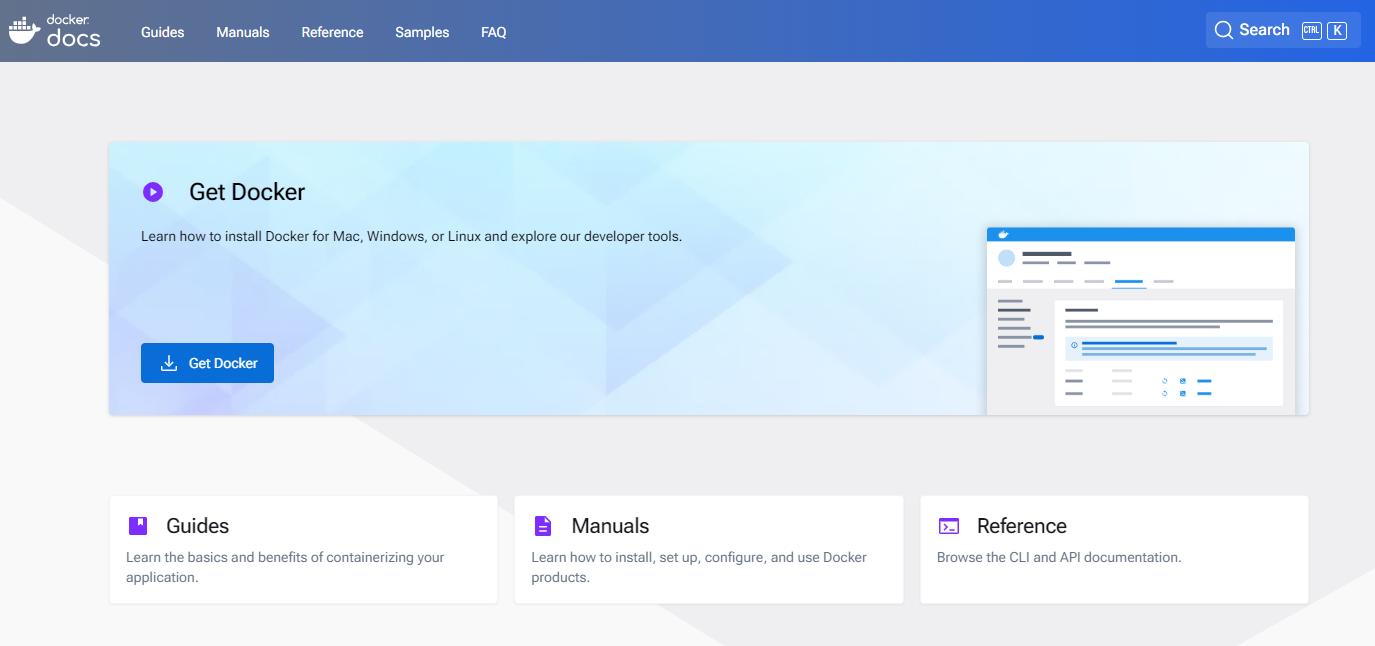 docker
docs
Guides Manuals Reference Samples FAQ Search CTRL K
Get Docker
Learn how to install Docker for Mac, Windows, or Linux and explore our developer tools.
Get Docker
Guides
Learn the basics and benefits of containerizing your
application.
Manuals
Learn how to install, set up, configure, and use Docker
products.
Reference
Browse the CLI and API documentation.